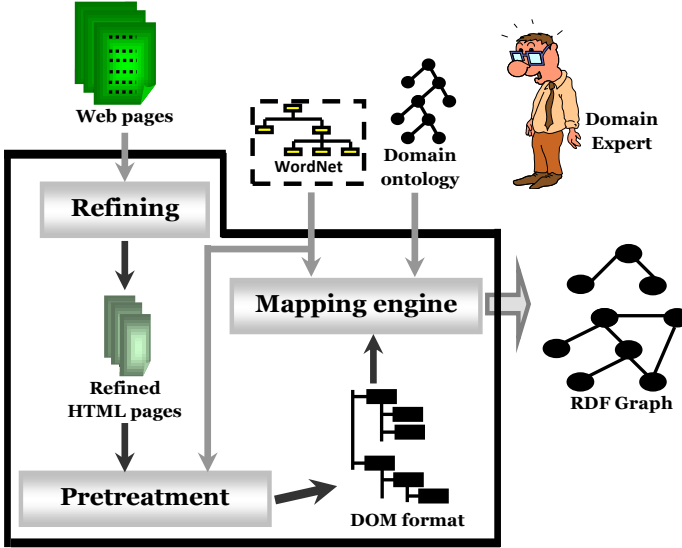 Web pages
WordNet
Domain
ontology
Domain
Expert
Refining
Mapping engine
Refined
HTML pages
RDF Graph
Pretreatment
DOM format